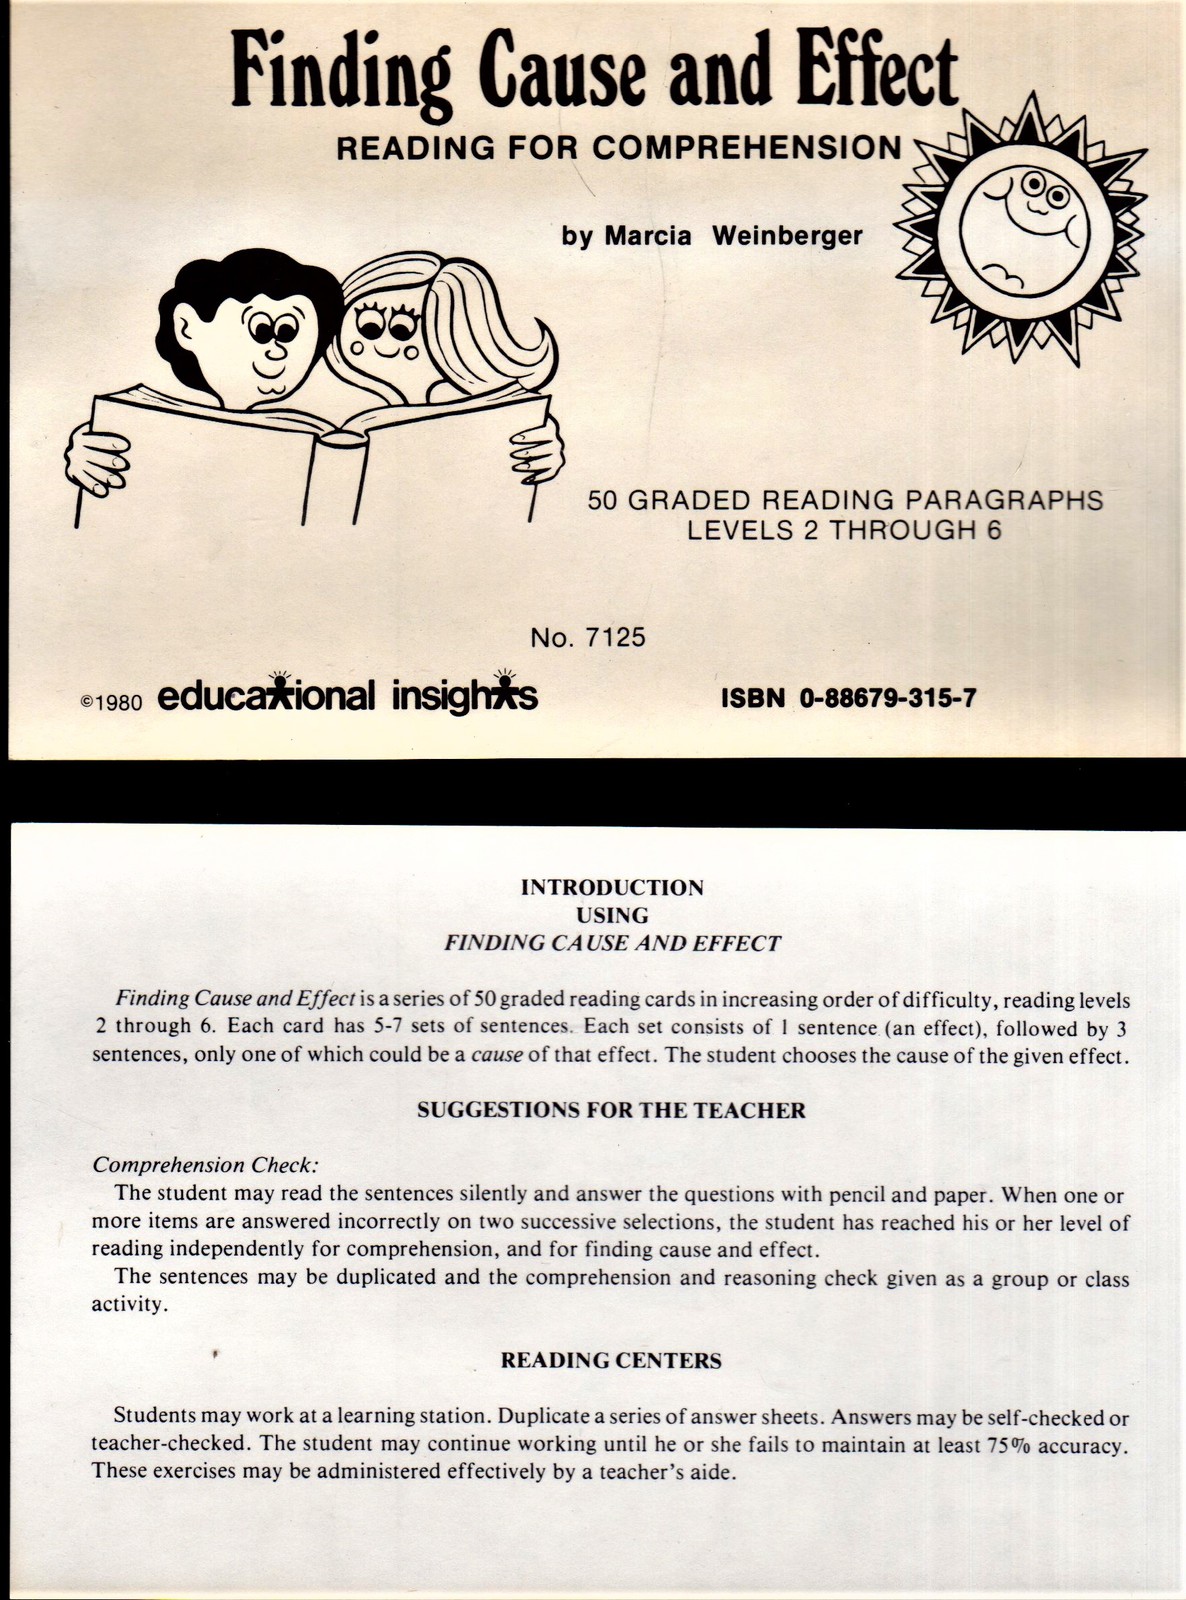 Finding Cause and Effect
READING FOR COMPREHENSION
by Marcia Weinberger
50 GRADED READING PARAGRAPHS
LEVELS 2 THROUGH 6
No. 7125
©1980 educational insights ISBN 0-88679-315-7
INTRODUCTION
USING
FINDING CAUSE AND EFFECT
Finding Cause and Effect is a series of 50 graded reading cards in increasing order of difficulty, reading levels
2 through 6. Each card has 5-7 sets of sentences. Each set consists of 1 sentence (an effect), followed by 3
sentences, only one of which could be a cause of that effect. The student chooses the cause of the given effect.
SUGGESTIONS FOR THE TEACHER
Comprehension Check:
The student may read the sentences silently and answer the questions with pencil and paper. When one or
more items are answered incorrectly on two successive selections, the student has reached his or her level of
reading independently for comprehension, and for finding cause and effect.
The sentences may be duplicated and the comprehension and reasoning check given as a group or class
activity.
READING CENTERS
Students may work at a learning station. Duplicate a series of answer sheets. Answers may be self-checked or
teacher-checked. The student may continue working until he or she fails to maintain at least 75% accuracy.
These exercises may be administered effectively by a teacher's aide.